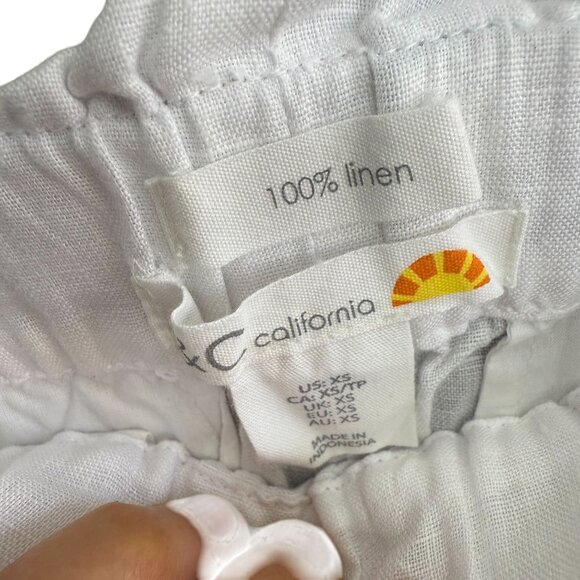 100% linen
C california
US: XS
CA: XS/TP
UK: XS
EU: XS
AU: XS
MADE IN
INDONESIA